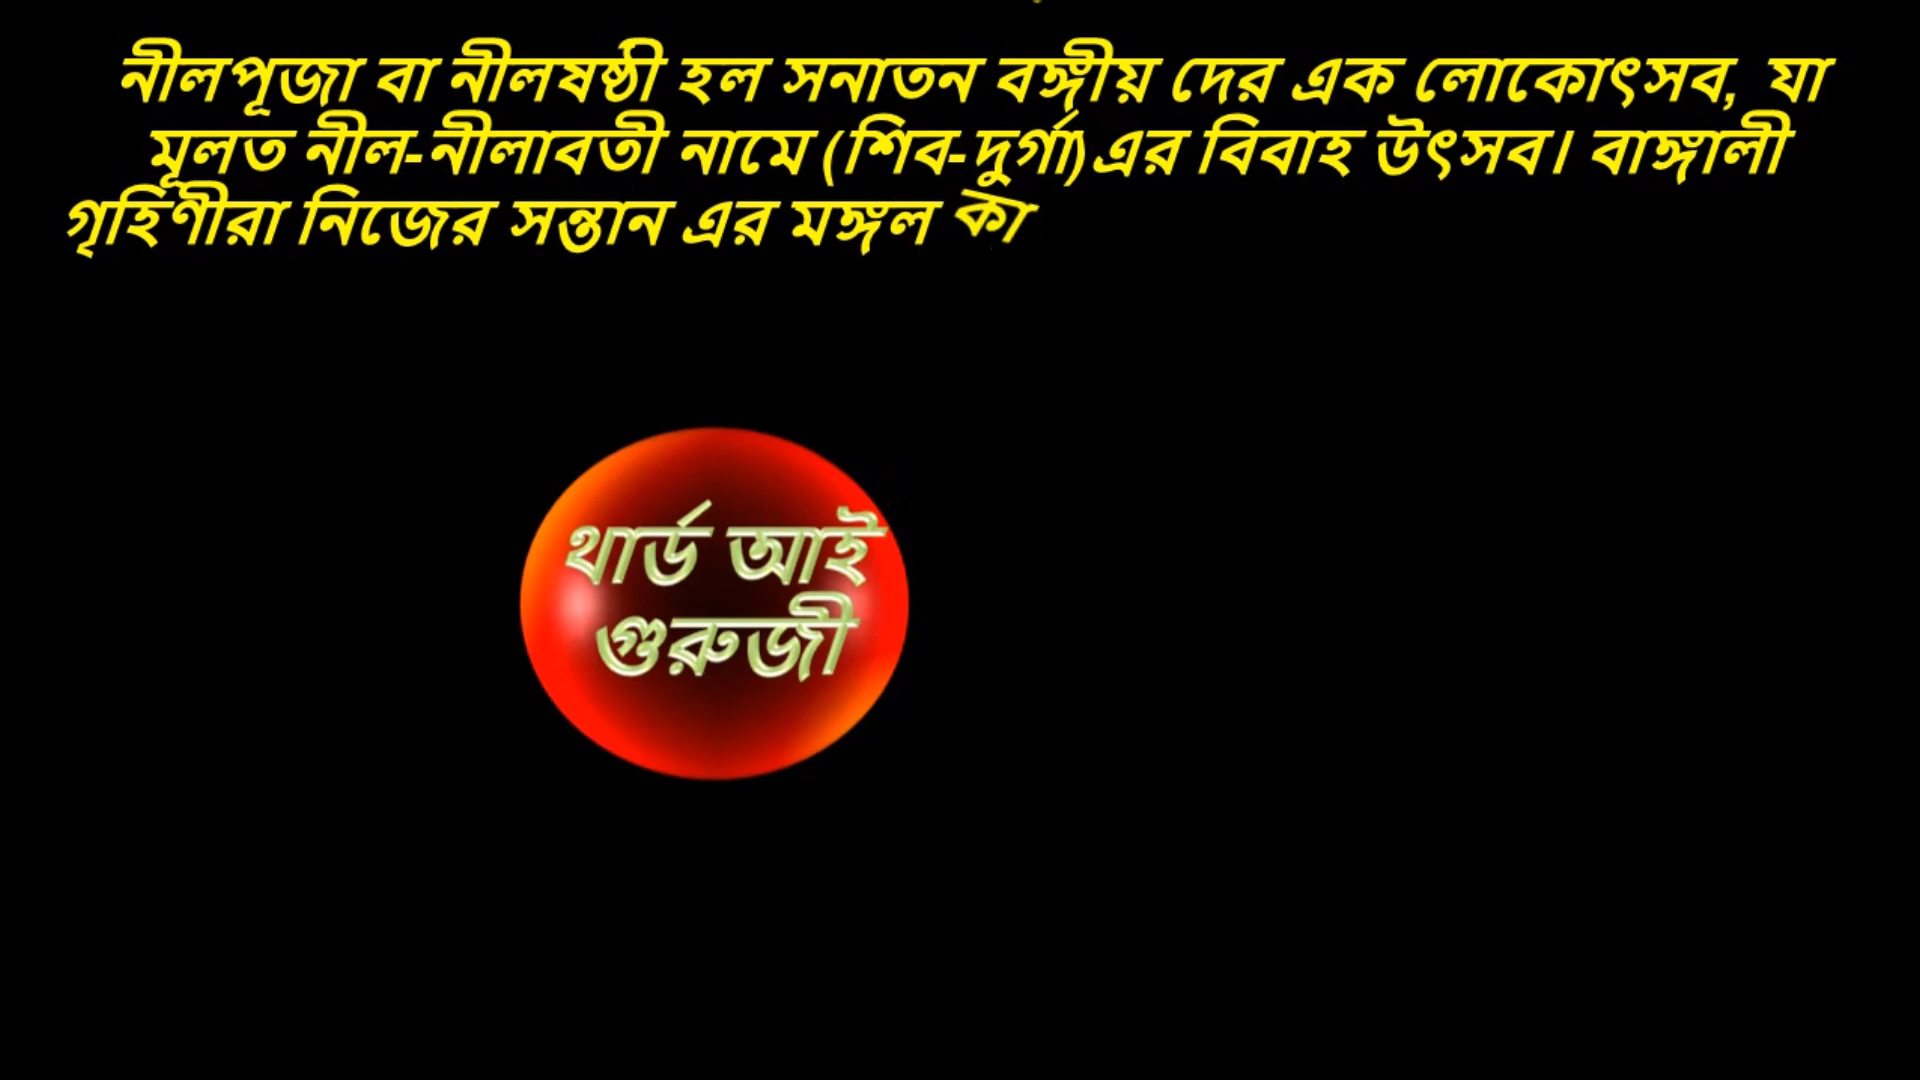 নীলপূজা বা নীলষষ্ঠী হল সনাতন বঙ্গীয় দের এক লোকোৎসব, যা
মূলত নীল-নীলাবতী নামে (শিব-দুর্গা)এর বিবাহ উৎসব। বাঙ্গালী
গৃহিণীরা নিজের সন্তান এর মঙ্গল কা
থার্ড আই
গুরুজী